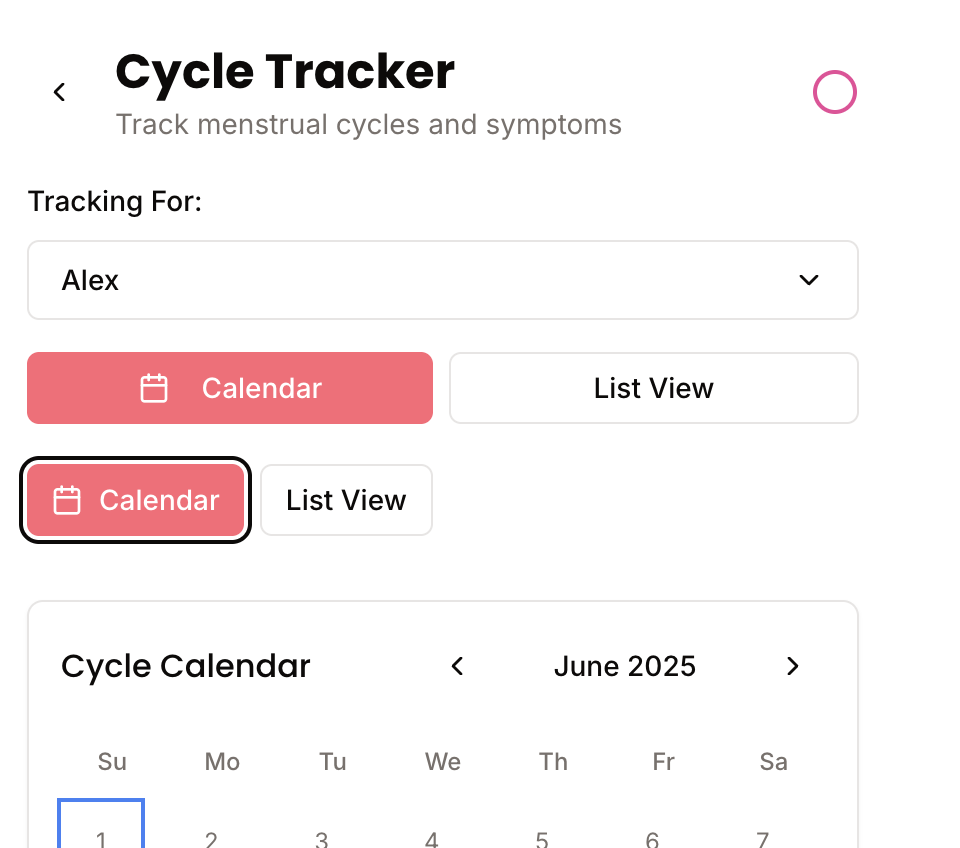 Cycle Tracker
Track menstrual cycles and symptoms
Tracking For:
Alex
Calendar List View
Calendar List View
Cycle Calendar June 2025
Su Mo Tu We Th Fr Sa
1 2 3 4 5 6 7